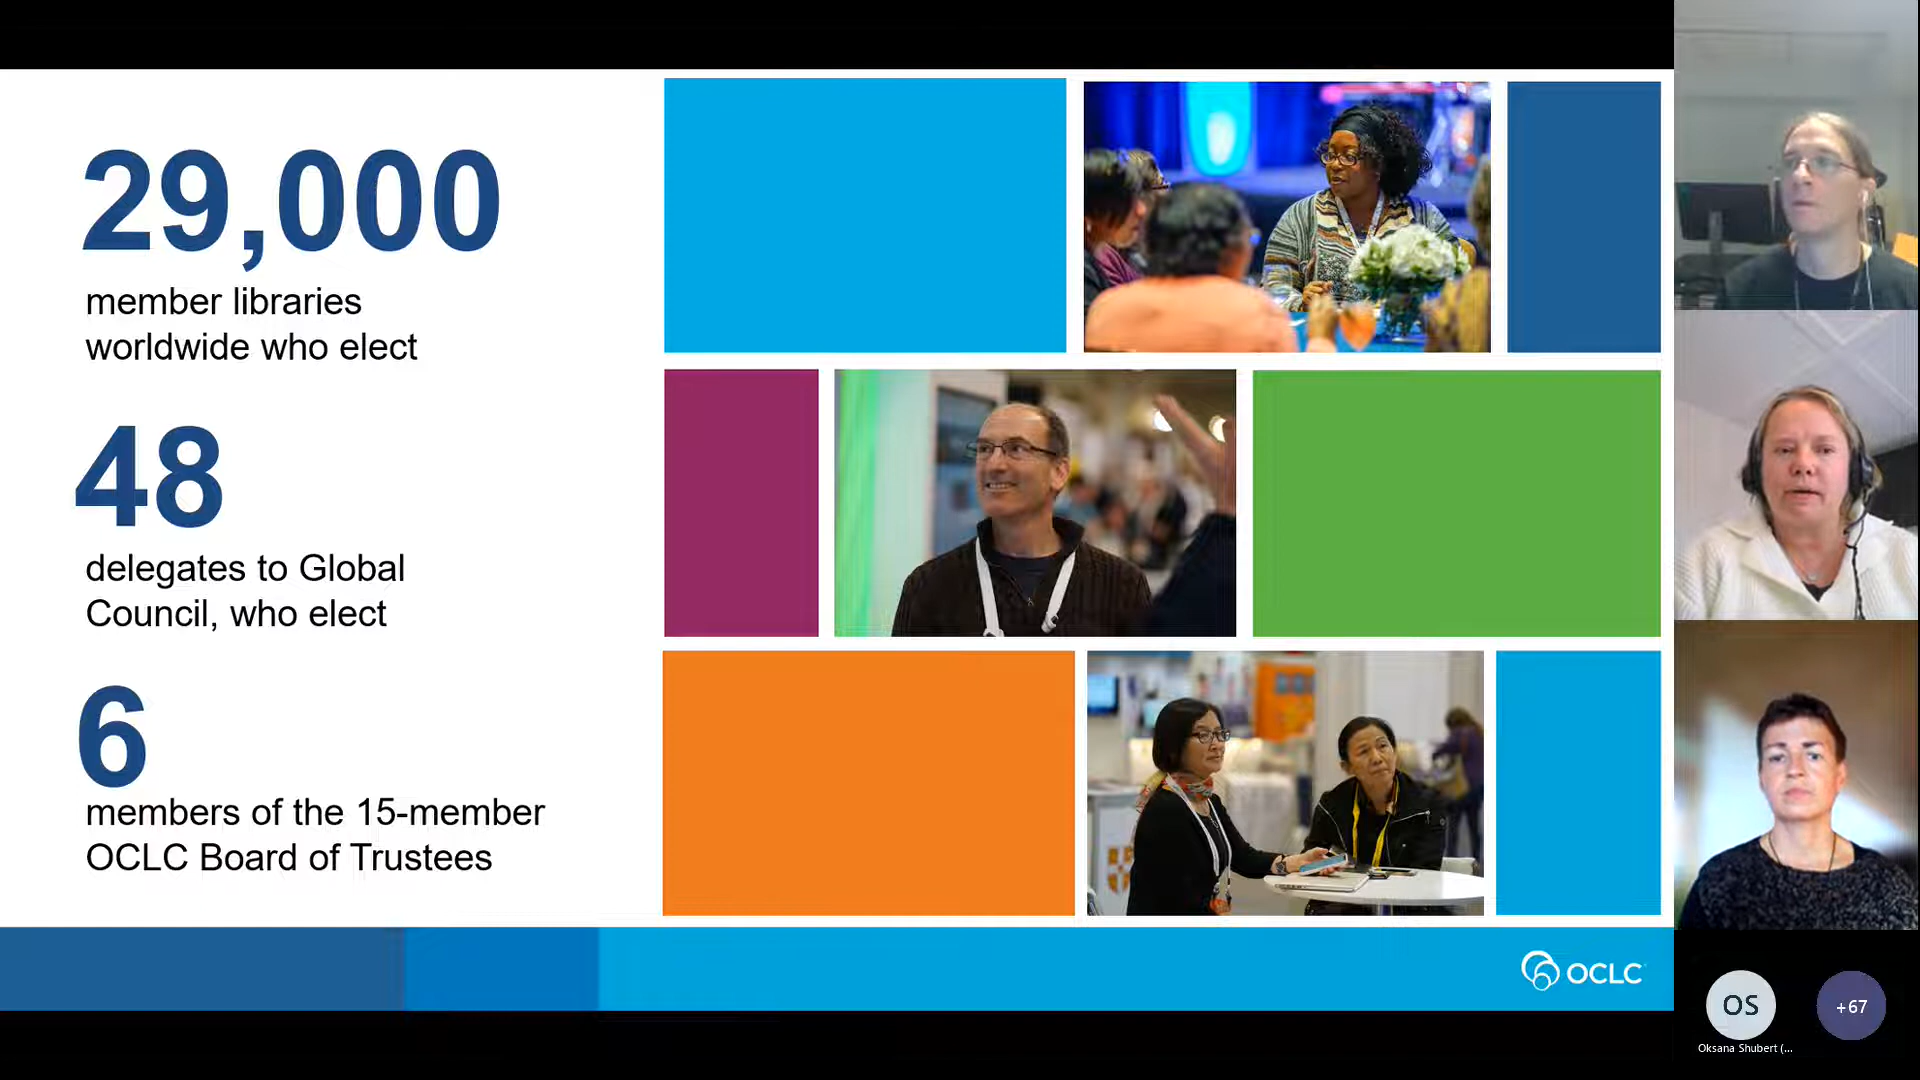 29,000
member libraries
worldwide who elect
48
delegates to Global
Council, who elect
6
members of the 15-member
OCLC Board of Trustees
OCLC
OS
+67
Oksana Shubert (...